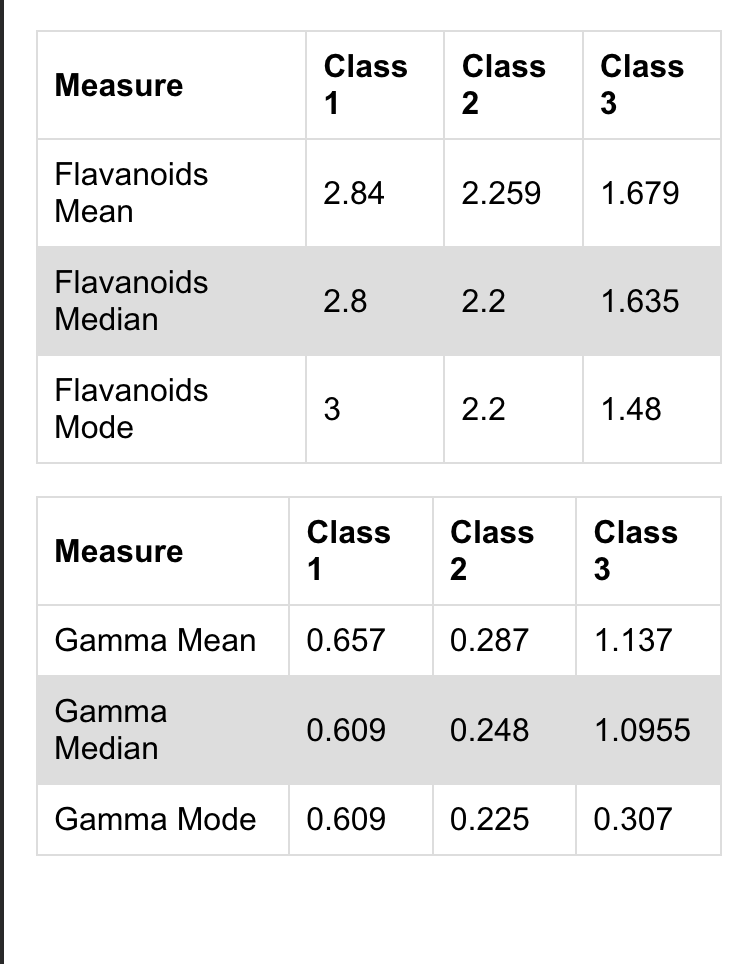 Measure Class 1 Class 2 Class 3
Flavanoids Mean 2.84 2.259 1.679
Flavanoids Median 2.8 2.2 1.635
Flavanoids Mode 3 2.2 1.48
Measure Class 1 Class 2 Class 3
Gamma Mean 0.657 0.287 1.137
Gamma Median 0.609 0.248 1.0955
Gamma Mode 0.609 0.225 0.307